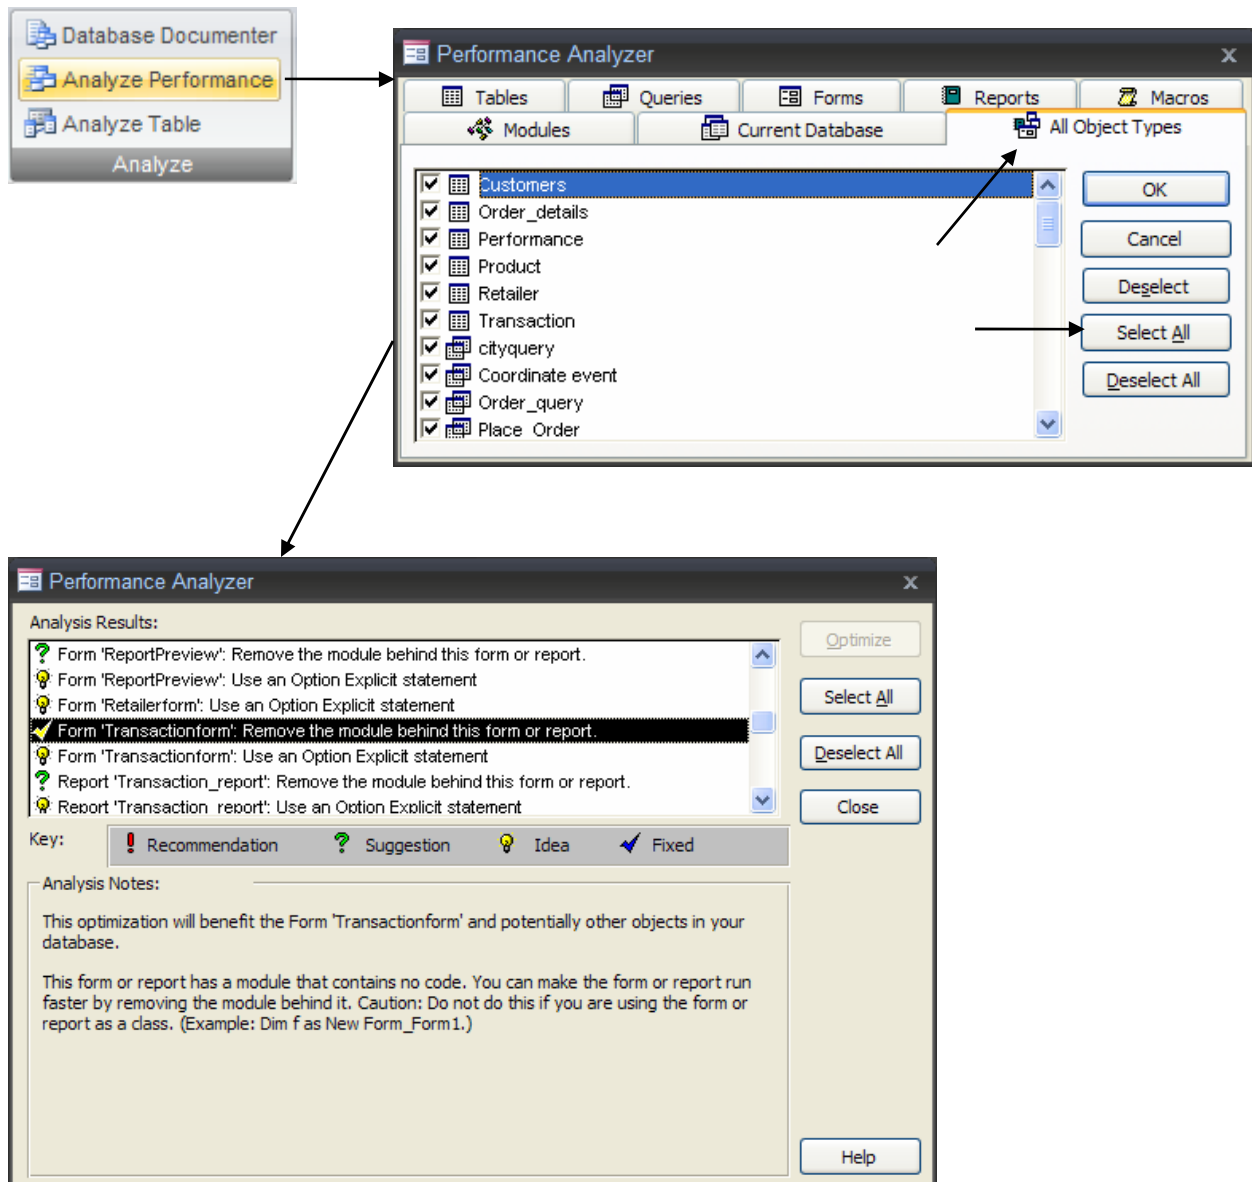 Database Documenter
Analyze Performance
Analyze Table
Analyze
Performance Analyzer
x
Tables
Queries
Forms
Reports
Macros
Modules
Current Database
All Object Types
Customers
Order_details
Performance
Product
Retailer
Transaction
cityquery
Coordinate event
Order_query
Place Order
OK
Cancel
Deselect
Select All
Deselect All
Performance Analyzer
x
Analysis Results:
Form 'ReportPreview': Remove the module behind this form or report.
Form 'ReportPreview': Use an Option Explicit statement
Form 'Retailerform': Use an Option Explicit statement
Form 'Transactionform': Remove the module behind this form or report.
Form 'Transactionform': Use an Option Explicit statement
Report 'Transaction_report': Remove the module behind this form or report.
Report 'Transaction report': Use an Option Explicit statement
Optimize
Select All
Deselect All
Close
Key:
! Recommendation
? Suggestion
Idea
Fixed
Analysis Notes:
This optimization will benefit the Form 'Transactionform' and potentially other objects in your
database.
This form or report has a module that contains no code. You can make the form or report run
faster by removing the module behind it. Caution: Do not do this if you are using the form or
report as a class. (Example: Dim f as New Form_Form1.)
Help